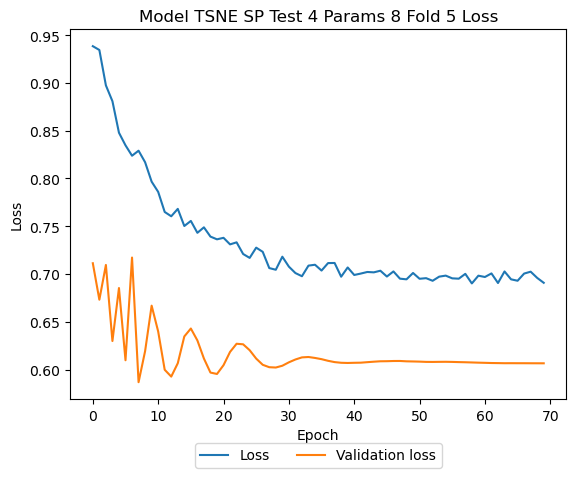 Model TSNE SP Test 4 Params 8 Fold 5 Loss
0.95
0.90
0.85
0.80
0.75
0.70
0.65
0.60
Loss
0 10 20 30 40 50 60 70
Epoch
Loss Validation loss